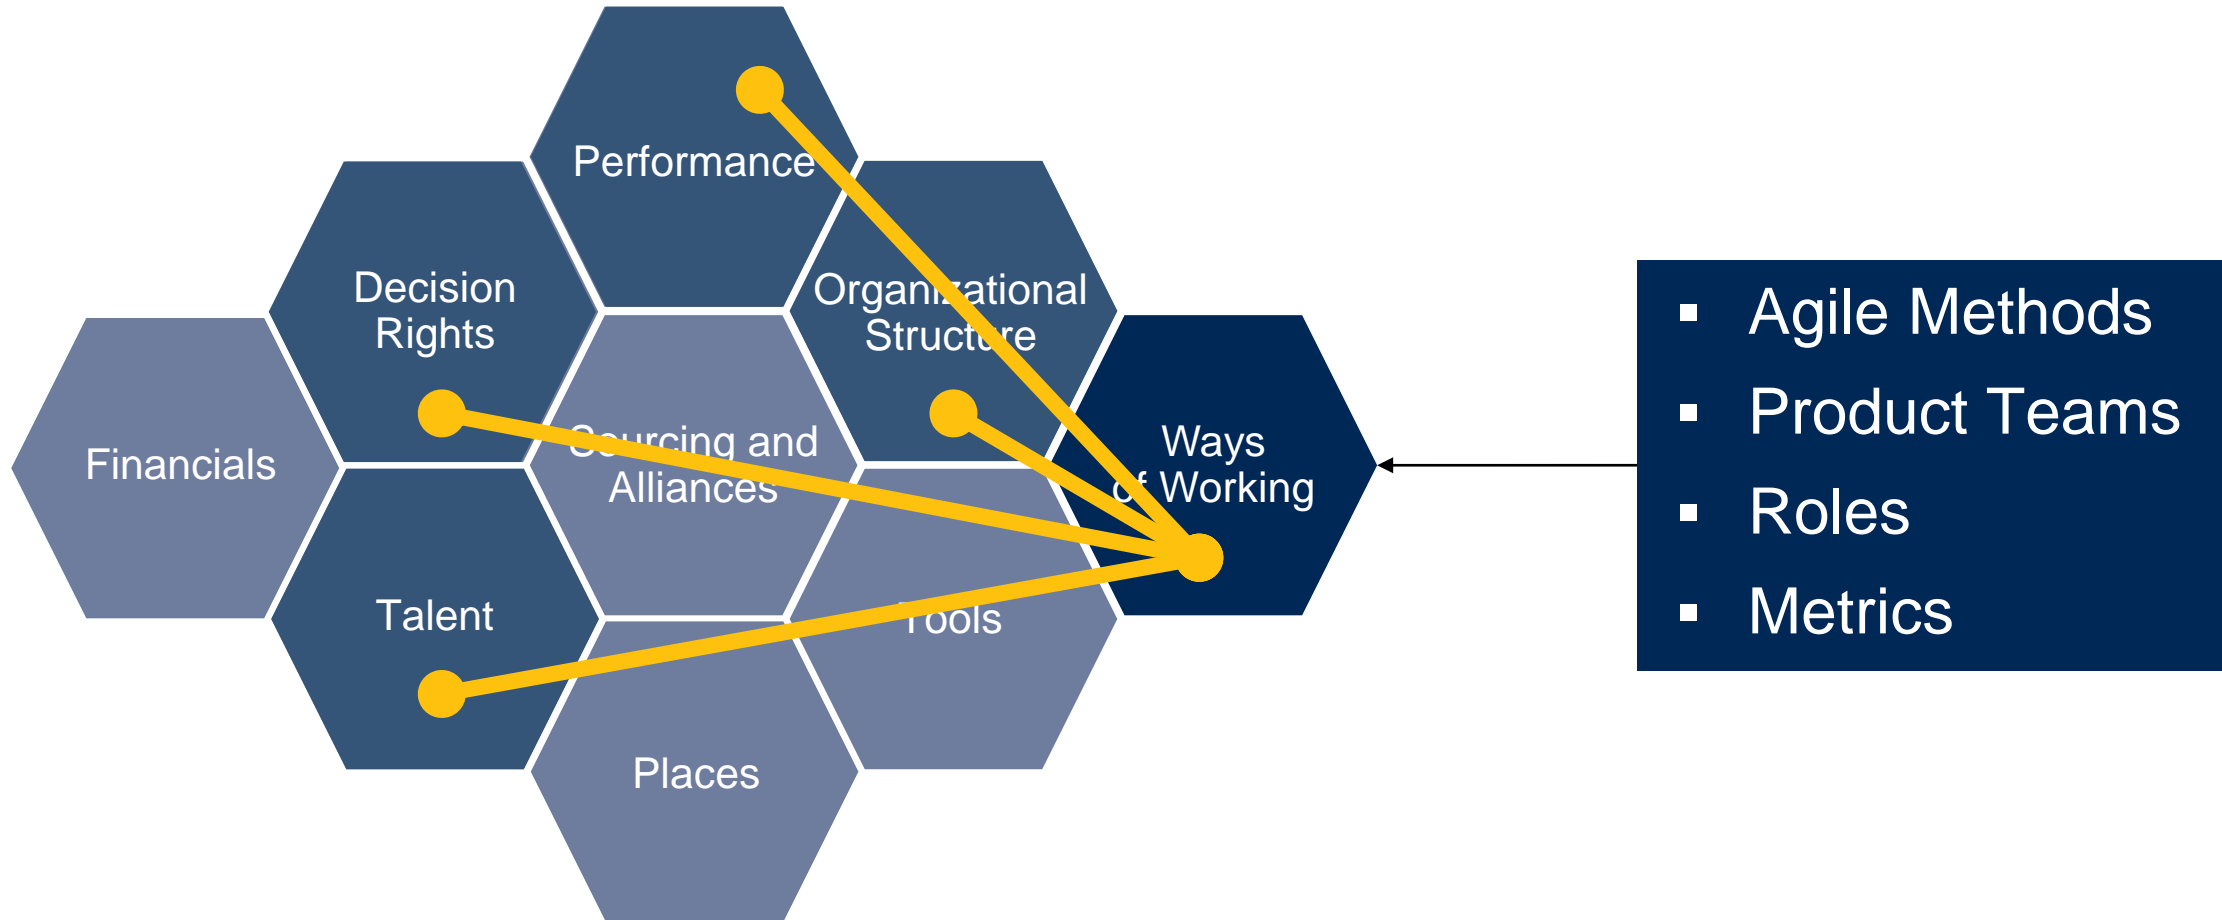 Performance
Decision
Rights
Organizational
Structure
Financials
Sourcing and
Alliances
Ways
of Working
Talent
Tools
Places
▪ Agile Methods
▪ Product Teams
▪ Roles
▪ Metrics